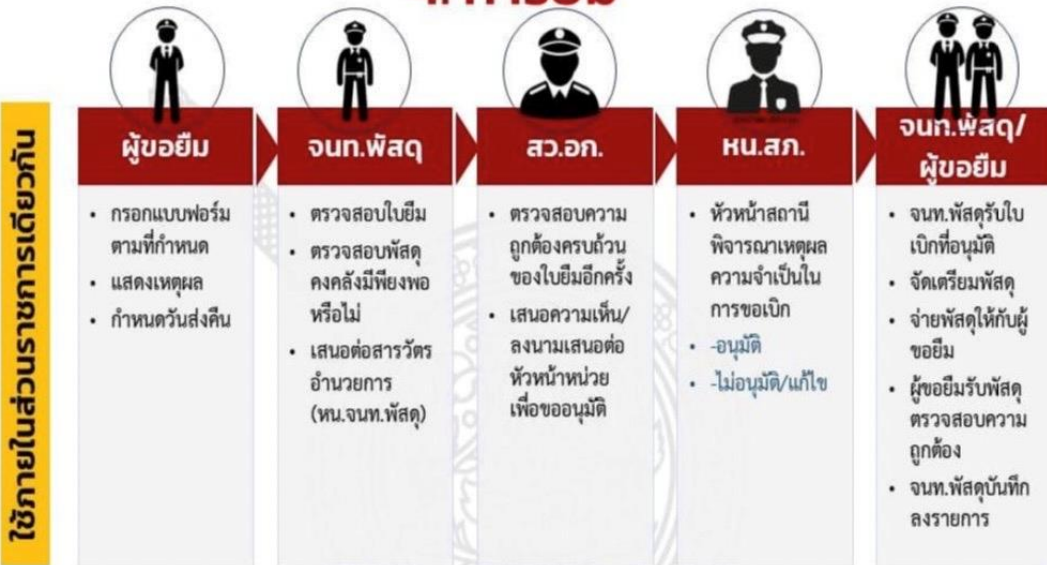 ใช้ภายในส่วนราชการเดียวกัน
ผู้ขอยืม
• กรอกแบบฟอร์ม
ตามที่กำหนด
• แสดงเหตุผล
• กำหนดวันส่งคืน
จนท.พัสดุ
• ตรวจสอบใบยืม
• ตรวจสอบพัสดุ
คงคลังมีพียงพอ
หรือไม่
• เสนอต่อสารวัตร
อำนวยการ
(หน.จนท.พัสดุ)
สว.อก.
• ตรวจสอบความ
ถูกต้องครบถ้วน
ของใบยืมอีกครั้ง
• เสนอความเห็น/
ลงนามเสนอต่อ
หัวหน้าหน่วย
เพื่อขออนุมัติ
หน.สภ.
• หัวหน้าสถานี
พิจารณาเหตุผล
ความจำเป็นใน
การขอเบิก
• -อนุมัติ
• -ไม่อนุมัติ/แก้ไข
จนท.พัสดุ/
ผู้ขอยืม
• จนท.พัสดุรับใบ
เบิกที่อนุมัติ
• จัดเตรียมพัสดุ
• จ่ายพัสดุให้กับผู้
ขอยืม
• ผู้ขอยืมรับพัสดุ
ตรวจสอบความ
ถูกต้อง
• จนท.พัสดุบันทึก
ลงรายการ